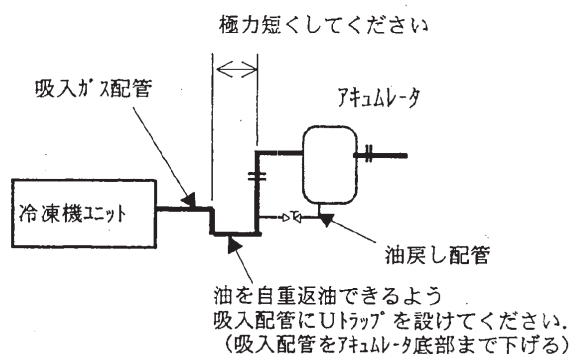 極力短くしてください
吸入ｶﾞｽ配管
ｱｷｭﾑﾚｰﾀ
冷凍機ﾕﾆｯﾄ
油戻し配管
油を自重返油できるよう
吸入配管にUﾄﾗｯﾌﾟを設けてください.
（吸入配管をｱｷｭﾑﾚｰﾀ底部まで下げる）